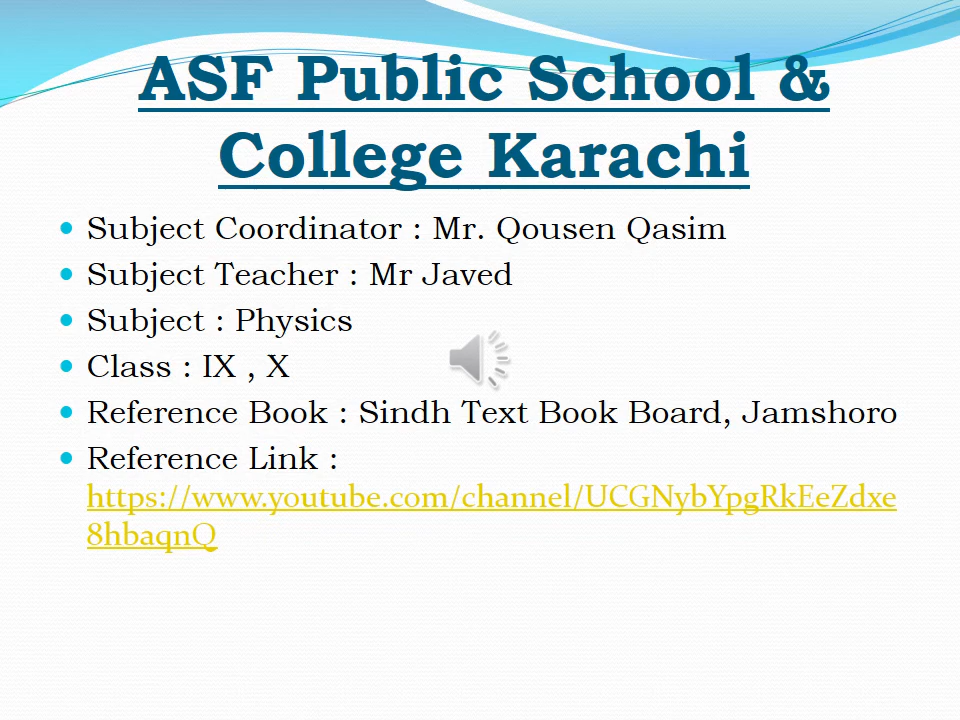 ASF Public School &
College Karachi
Subject Coordinator : Mr. Qousen Qasim
Subject Teacher : Mr Javed
Subject : Physics
Class : IX , X
Reference Book : Sindh Text Book Board, Jamshoro
Reference Link :
https://www.youtube.com/channel/UCGNybYpgRkEeZdxe
8hbaqnQ